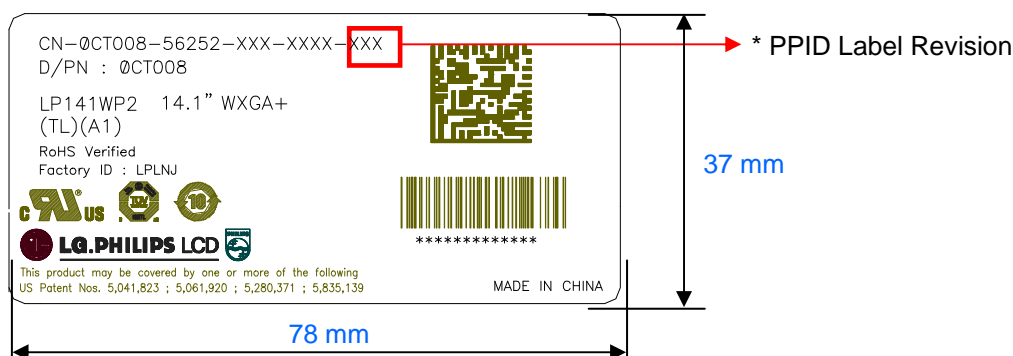 CN-0CT008-56252-XXX-XXXX-XXX
* PPID Label Revision
D/PN : 0CT008
LP141WP2 14.1" WXGA+
(TL)(A1)
RoHS Verified
Factory ID : LPLNJ
37 mm
C US
10
LG.PHILIPS LCD
*************
This product may be covered by one or more of the following
US Patent Nos. 5,041,823 ; 5,061,920 ; 5,280,371 ; 5,835,139
MADE IN CHINA
78 mm